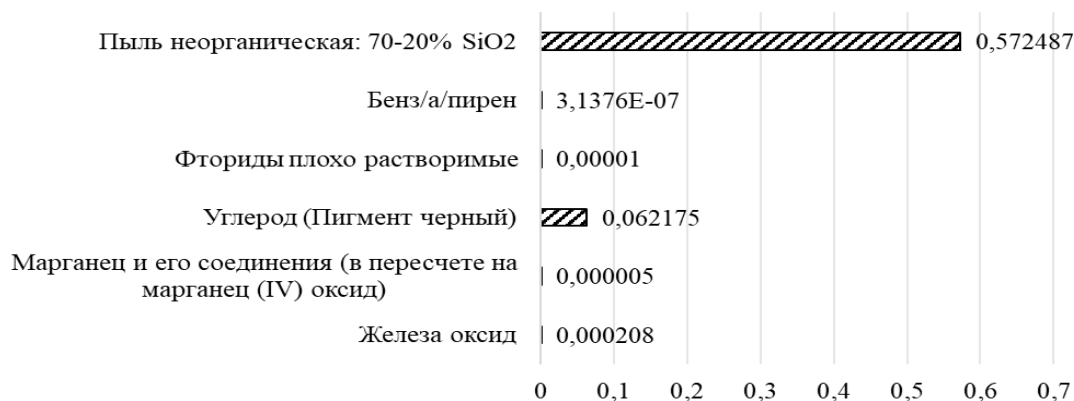 Пыль неорганическая: 70-20% SiO2
0,572487
Бенз/а/пирен
3,1376E-07
Фториды плохо растворимые
0,00001
Углерод (Пигмент черный)
0,062175
Марганец и его соединения (в пересчете на
марганец (IV) оксид)
0,000005
Железа оксид
0,000208
0 0,1 0,2 0,3 0,4 0,5 0,6 0,7